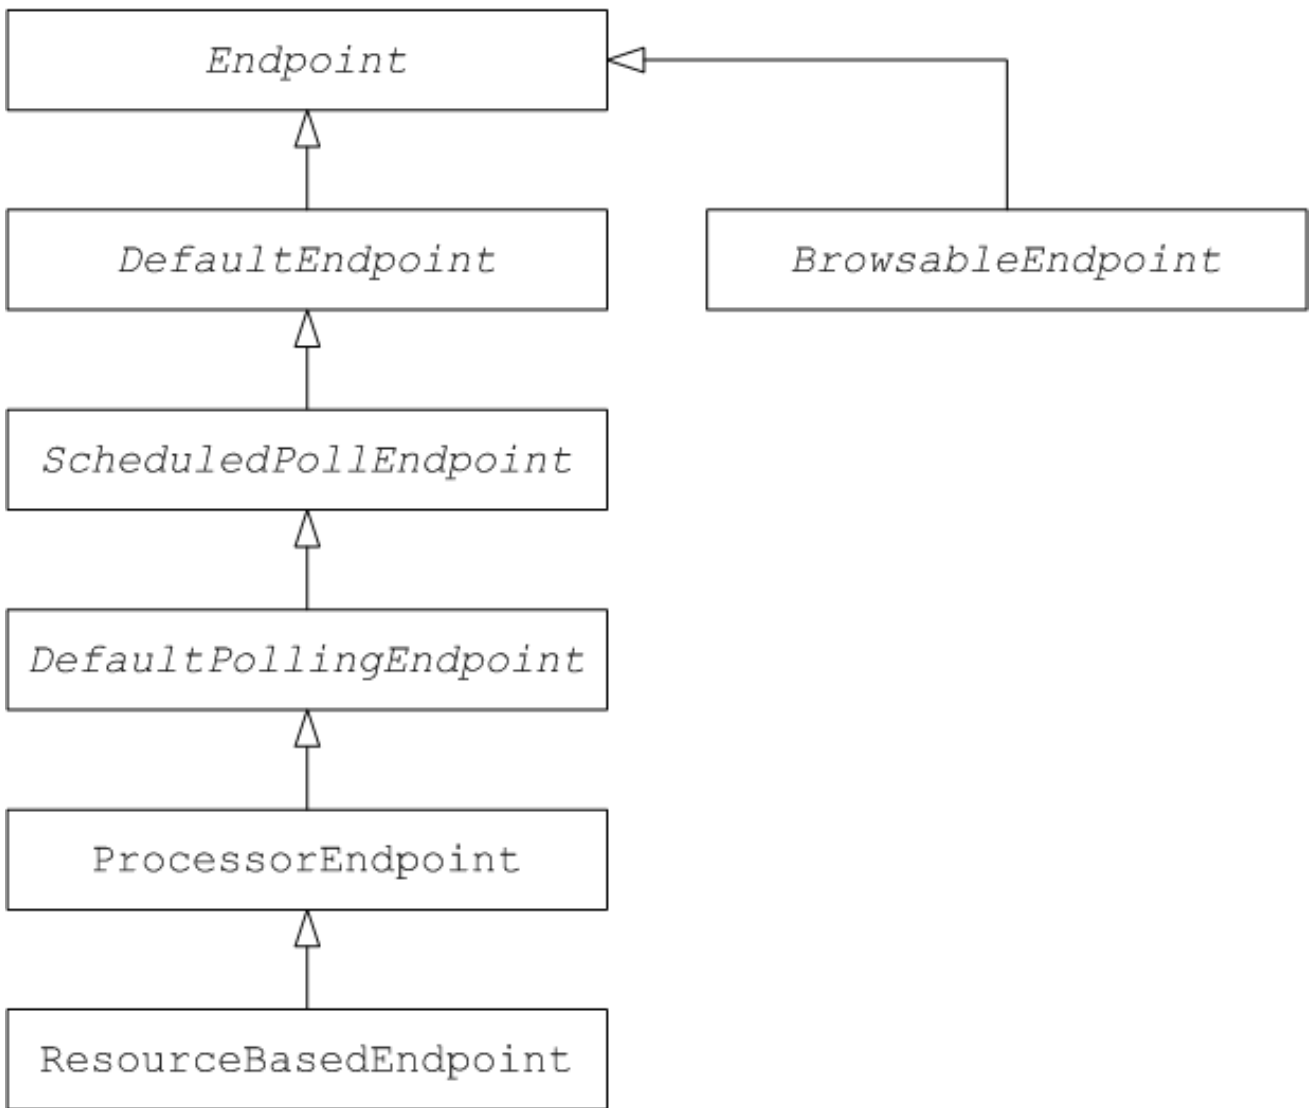 Endpoint
DefaultEndpoint
BrowsableEndpoint
ScheduledPollEndpoint
DefaultPollingEndpoint
ProcessorEndpoint
ResourceBasedEndpoint